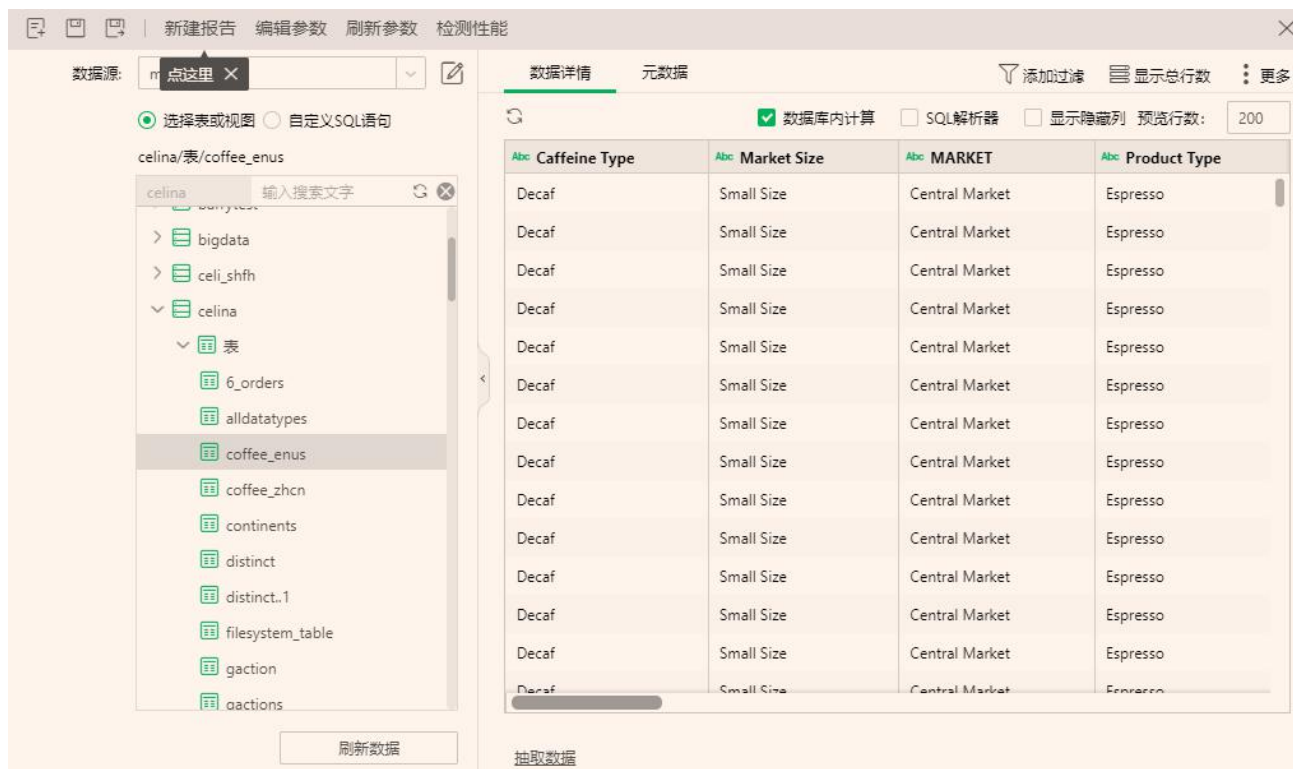 新建报告 编辑参数 刷新参数 检测性能
数据源: m 点这里
数据详情 元数据 添加过滤 显示总行数 更多
选择表或视图 自定义SQL语句
数据库内计算 SQL解析器 显示隐藏列 预览行数: 200
celina/表/coffee_enus
celina 输入搜索文字
bigdata
celi_shfh
celina
表
6_orders
alldatatypes
coffee_enus
coffee_zhcn
continents
distinct
distinct..1
filesystem_table
gaction
gactions
刷新数据
Abc Caffeine Type Abc Market Size Abc MARKET Abc Product Type
Decaf Small Size Central Market Espresso
Decaf Small Size Central Market Espresso
Decaf Small Size Central Market Espresso
Decaf Small Size Central Market Espresso
Decaf Small Size Central Market Espresso
Decaf Small Size Central Market Espresso
Decaf Small Size Central Market Espresso
Decaf Small Size Central Market Espresso
Decaf Small Size Central Market Espresso
Decaf Small Size Central Market Espresso
Decaf Small Size Central Market Espresso
Decaf Small Size Central Market Espresso
Decaf Small Size Central Market Espresso
Decaf Small Size Central Market Espresso
抽取数据